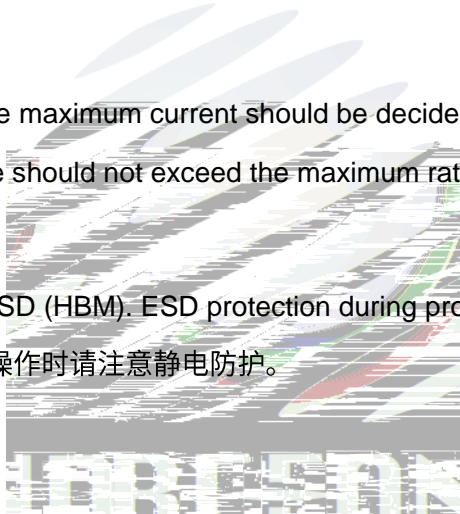 e maximum current should be decide
e should not exceed the maximum rat
SD (HBM). ESD protection during pro
操作时请注意静电防护。